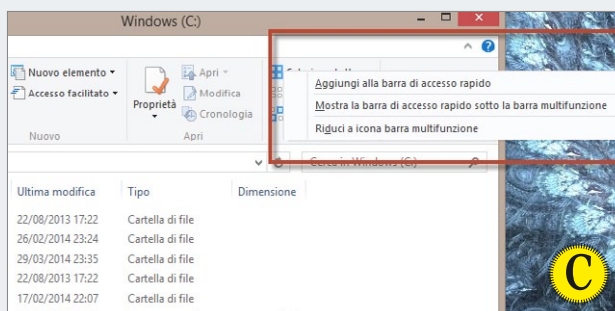 Windows (C:)
Nuovo elemento
Accesso facilitato
Nuovo
Proprietà
Apri
Modifica
Cronologia
Apri
Aggiungi alla barra di accesso rapido
Mostra la barra di accesso rapido sotto la barra multifunzione
Riduci a icona barra multifunzione
Cerca in Windows (C:)
Ultima modifica Tipo Dimensione
22/08/2013 17:22 Cartella di file
26/02/2014 23:24 Cartella di file
29/03/2014 23:35 Cartella di file
22/08/2013 17:22 Cartella di file
17/02/2014 22:07 Cartella di file
C